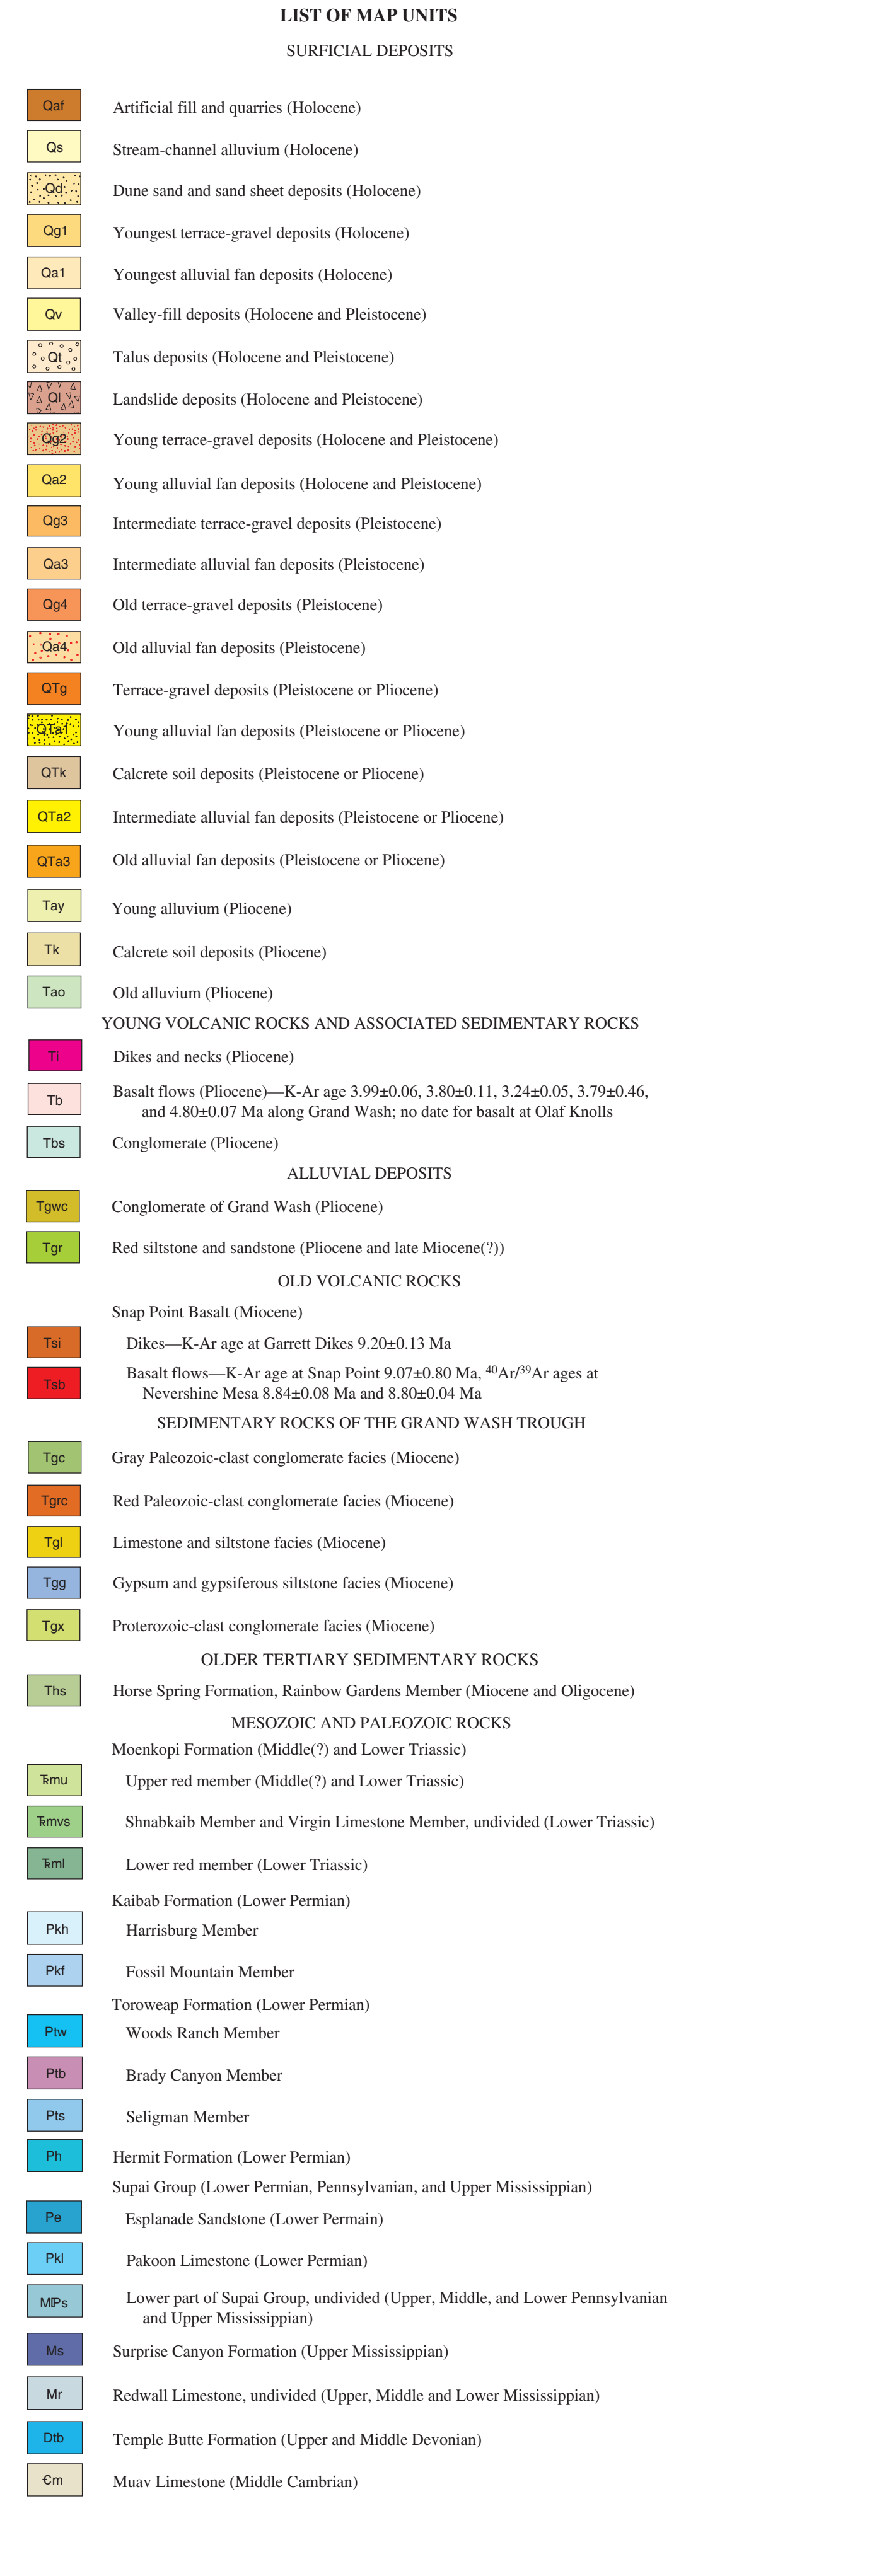 LIST OF MAP UNITS
SURFICIAL DEPOSITS
Qaf Artificial fill and quarries (Holocene)
Qs Stream-channel alluvium (Holocene)
Qd Dune sand and sand sheet deposits (Holocene)
Qg1 Youngest terrace-gravel deposits (Holocene)
Qa1 Youngest alluvial fan deposits (Holocene)
Qv Valley-fill deposits (Holocene and Pleistocene)
Qt Talus deposits (Holocene and Pleistocene)
Ql Landslide deposits (Holocene and Pleistocene)
Qg2 Young terrace-gravel deposits (Holocene and Pleistocene)
Qa2 Young alluvial fan deposits (Holocene and Pleistocene)
Qg3 Intermediate terrace-gravel deposits (Pleistocene)
Qa3 Intermediate alluvial fan deposits (Pleistocene)
Qg4 Old terrace-gravel deposits (Pleistocene)
Qa4 Old alluvial fan deposits (Pleistocene)
QTg Terrace-gravel deposits (Pleistocene or Pliocene)
QTa1 Young alluvial fan deposits (Pleistocene or Pliocene)
QTk Calcrete soil deposits (Pleistocene or Pliocene)
QTa2 Intermediate alluvial fan deposits (Pleistocene or Pliocene)
QTa3 Old alluvial fan deposits (Pleistocene or Pliocene)
Tay Young alluvium (Pliocene)
Tk Calcrete soil deposits (Pliocene)
Tao Old alluvium (Pliocene)
YOUNG VOLCANIC ROCKS AND ASSOCIATED SEDIMENTARY ROCKS
Ti Dikes and necks (Pliocene)
Tb Basalt flows (Pliocene)—K-Ar age 3.99±0.06, 3.80±0.11, 3.24±0.05, 3.79±0.46,
and 4.80±0.07 Ma along Grand Wash; no date for basalt at Olaf Knolls
Tbs Conglomerate (Pliocene)
ALLUVIAL DEPOSITS
Tgwc Conglomerate of Grand Wash (Pliocene)
Tgr Red siltstone and sandstone (Pliocene and late Miocene(?))
OLD VOLCANIC ROCKS
Snap Point Basalt (Miocene)
Tsi Dikes—K-Ar age at Garrett Dikes 9.20±0.13 Ma
Tsb Basalt flows—K-Ar age at Snap Point 9.07±0.80 Ma, ⁴⁰Ar/³⁹Ar ages at
Nevershine Mesa 8.84±0.08 Ma and 8.80±0.04 Ma
SEDIMENTARY ROCKS OF THE GRAND WASH TROUGH
Tgc Gray Paleozoic-clast conglomerate facies (Miocene)
Tgrc Red Paleozoic-clast conglomerate facies (Miocene)
Tgl Limestone and siltstone facies (Miocene)
Tgg Gypsum and gypsiferous siltstone facies (Miocene)
Tgx Proterozoic-clast conglomerate facies (Miocene)
OLDER TERTIARY SEDIMENTARY ROCKS
Ths Horse Spring Formation, Rainbow Gardens Member (Miocene and Oligocene)
MESOZOIC AND PALEOZOIC ROCKS
Moenkopi Formation (Middle(?) and Lower Triassic)
Ꞧmu Upper red member (Middle(?) and Lower Triassic)
Ꞧmvs Shnabkaib Member and Virgin Limestone Member, undivided (Lower Triassic)
Ꞧml Lower red member (Lower Triassic)
Kaibab Formation (Lower Permian)
Pkh Harrisburg Member
Pkf Fossil Mountain Member
Toroweap Formation (Lower Permian)
Ptw Woods Ranch Member
Ptb Brady Canyon Member
Pts Seligman Member
Ph Hermit Formation (Lower Permian)
Supai Group (Lower Permian, Pennsylvanian, and Upper Mississippian)
Pe Esplanade Sandstone (Lower Permain)
Pkl Pakoon Limestone (Lower Permian)
Mℙs Lower part of Supai Group, undivided (Upper, Middle, and Lower Pennsylvanian
and Upper Mississippian)
Ms Surprise Canyon Formation (Upper Mississippian)
Mr Redwall Limestone, undivided (Upper, Middle and Lower Mississippian)
Dtb Temple Butte Formation (Upper and Middle Devonian)
Ꞓm Muav Limestone (Middle Cambrian)